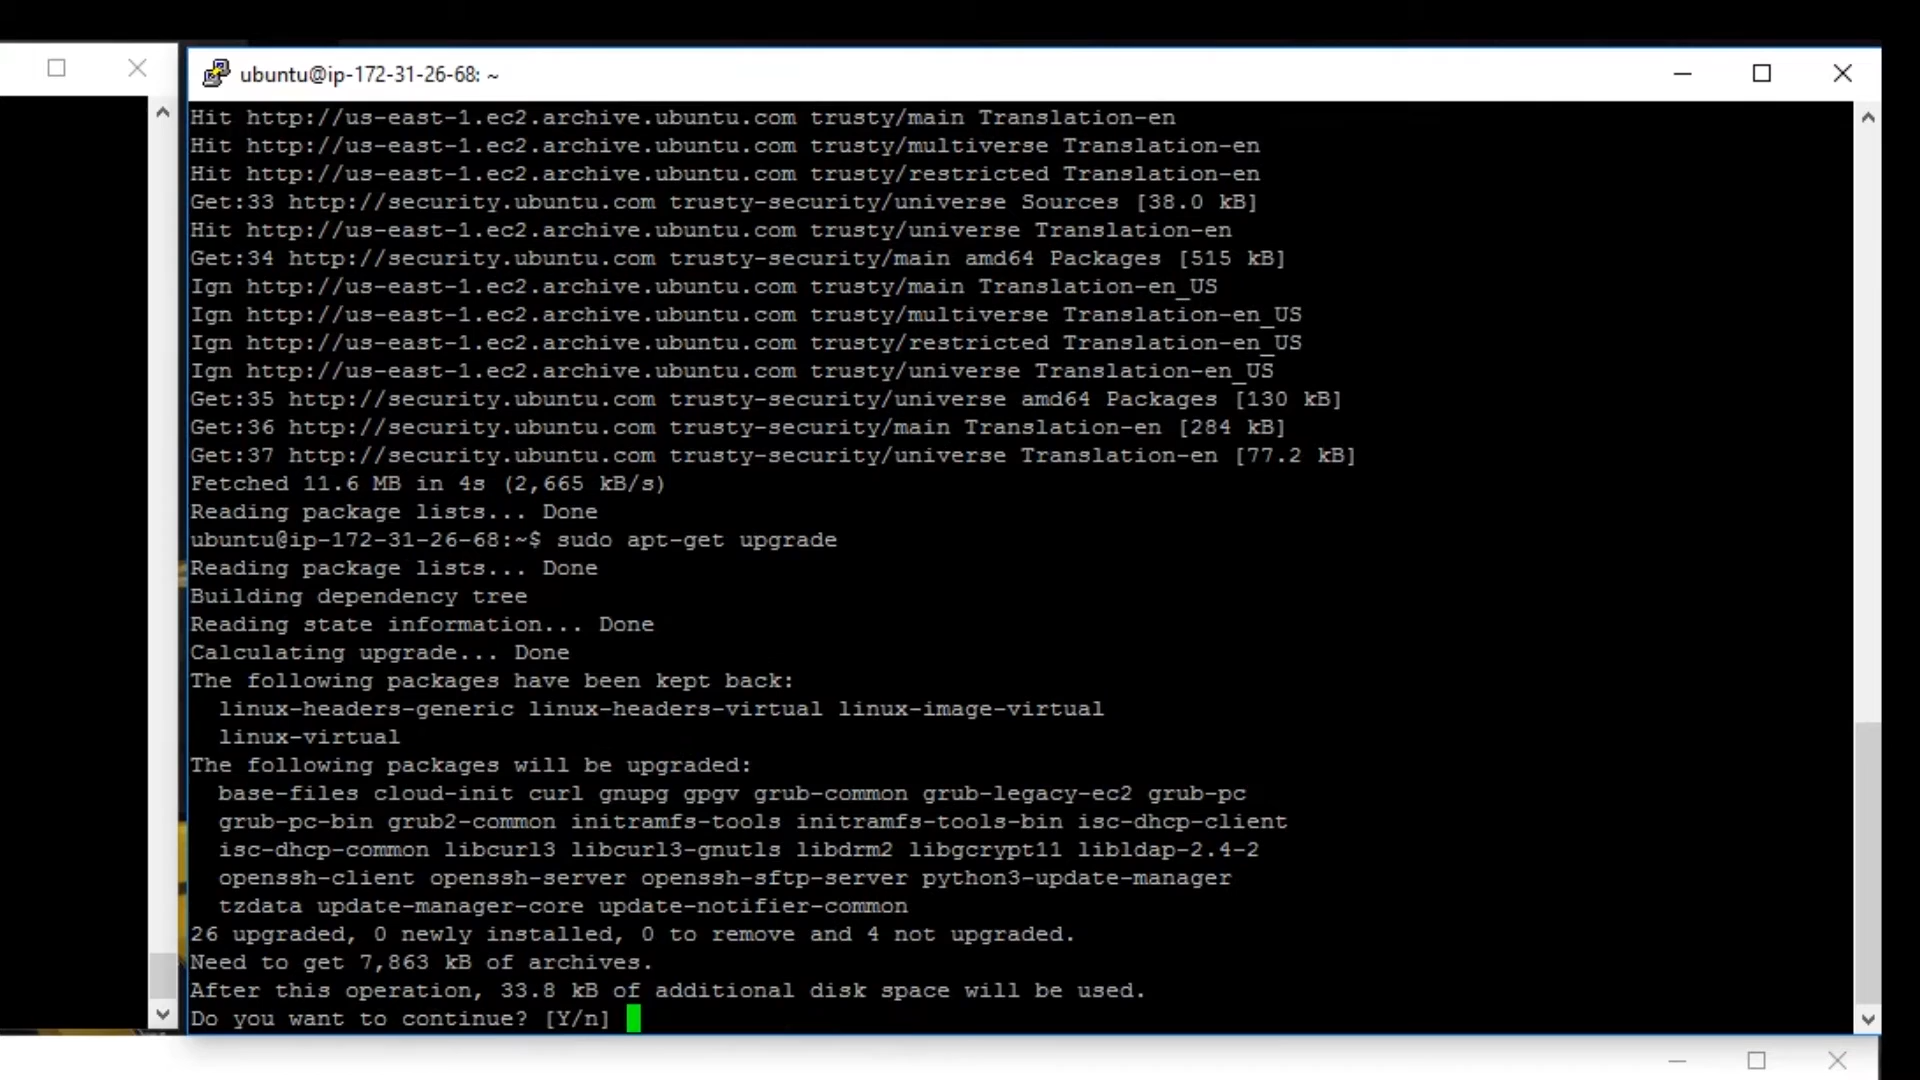 ubuntu@ip-172-31-26-68: ~
Hit http://us-east-1.ec2.archive.ubuntu.com trusty/main Translation-en
Hit http://us-east-1.ec2.archive.ubuntu.com trusty/multiverse Translation-en
Hit http://us-east-1.ec2.archive.ubuntu.com trusty/restricted Translation-en
Get:33 http://security.ubuntu.com trusty-security/universe Sources [38.0 kB]
Hit http://us-east-1.ec2.archive.ubuntu.com trusty/universe Translation-en
Get:34 http://security.ubuntu.com trusty-security/main amd64 Packages [515 kB]
Ign http://us-east-1.ec2.archive.ubuntu.com trusty/main Translation-en_US
Ign http://us-east-1.ec2.archive.ubuntu.com trusty/multiverse Translation-en_US
Ign http://us-east-1.ec2.archive.ubuntu.com trusty/restricted Translation-en_US
Ign http://us-east-1.ec2.archive.ubuntu.com trusty/universe Translation-en_US
Get:35 http://security.ubuntu.com trusty-security/universe amd64 Packages [130 kB]
Get:36 http://security.ubuntu.com trusty-security/main Translation-en [284 kB]
Get:37 http://security.ubuntu.com trusty-security/universe Translation-en [77.2 kB]
Fetched 11.6 MB in 4s (2,665 kB/s)
Reading package lists... Done
ubuntu@ip-172-31-26-68:~$ sudo apt-get upgrade
Reading package lists... Done
Building dependency tree
Reading state information... Done
Calculating upgrade... Done
The following packages have been kept back:
  linux-headers-generic linux-headers-virtual linux-image-virtual
  linux-virtual
The following packages will be upgraded:
  base-files cloud-init curl gnupg gpgv grub-common grub-legacy-ec2 grub-pc
  grub-pc-bin grub2-common initramfs-tools initramfs-tools-bin isc-dhcp-client
  isc-dhcp-common libcurl3 libcurl3-gnutls libdrm2 libgcrypt11 libldap-2.4-2
  openssh-client openssh-server openssh-sftp-server python3-update-manager
  tzdata update-manager-core update-notifier-common
26 upgraded, 0 newly installed, 0 to remove and 4 not upgraded.
Need to get 7,863 kB of archives.
After this operation, 33.8 kB of additional disk space will be used.
Do you want to continue? [Y/n]